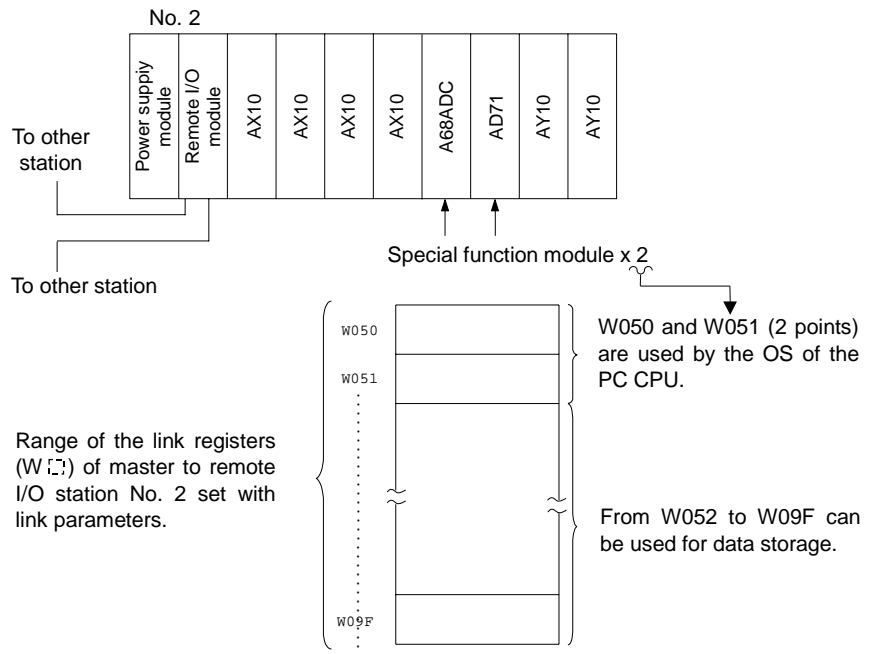 No. 2
Power supply
module
Remote I/O
module
AX10
AX10
AX10
AX10
A68ADC
AD71
AY10
AY10
To other
station
To other station
Special function module x 2
W050
W051
W09F
W050 and W051 (2 points)
are used by the OS of the
PC CPU.
Range of the link registers
(W ⬚) of master to remote
I/O station No. 2 set with
link parameters.
From W052 to W09F can
be used for data storage.